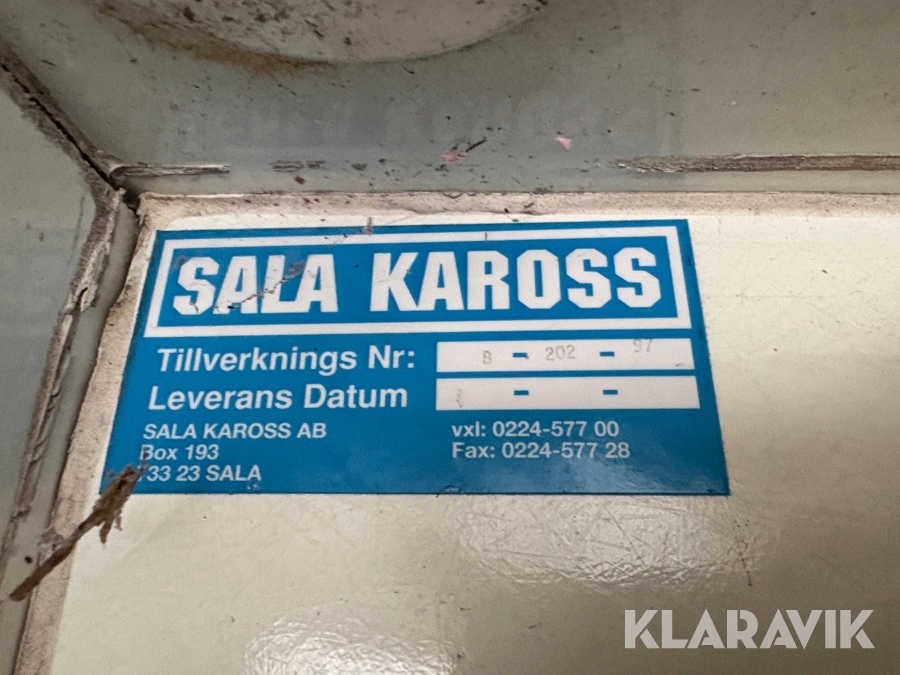 SALA KAROSS
Tillverknings Nr: B - 202 - 97
Leverans Datum - -
SALA KAROSS AB
Box 193
733 23 SALA
vxl: 0224-577 00
Fax: 0224-577 28
KLARAVIK